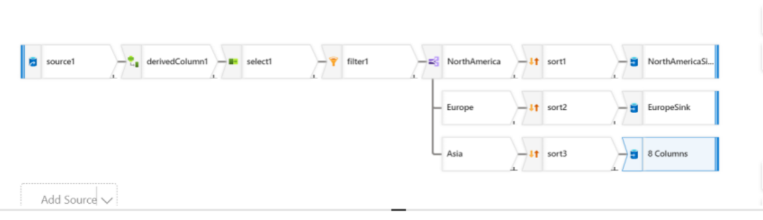 source1 derivedColumn1 select1 filter1 NorthAmerica sort1 NorthAmericaSi...
Europe sort2 EuropeSink
Asia sort3 8 Columns
Add Source